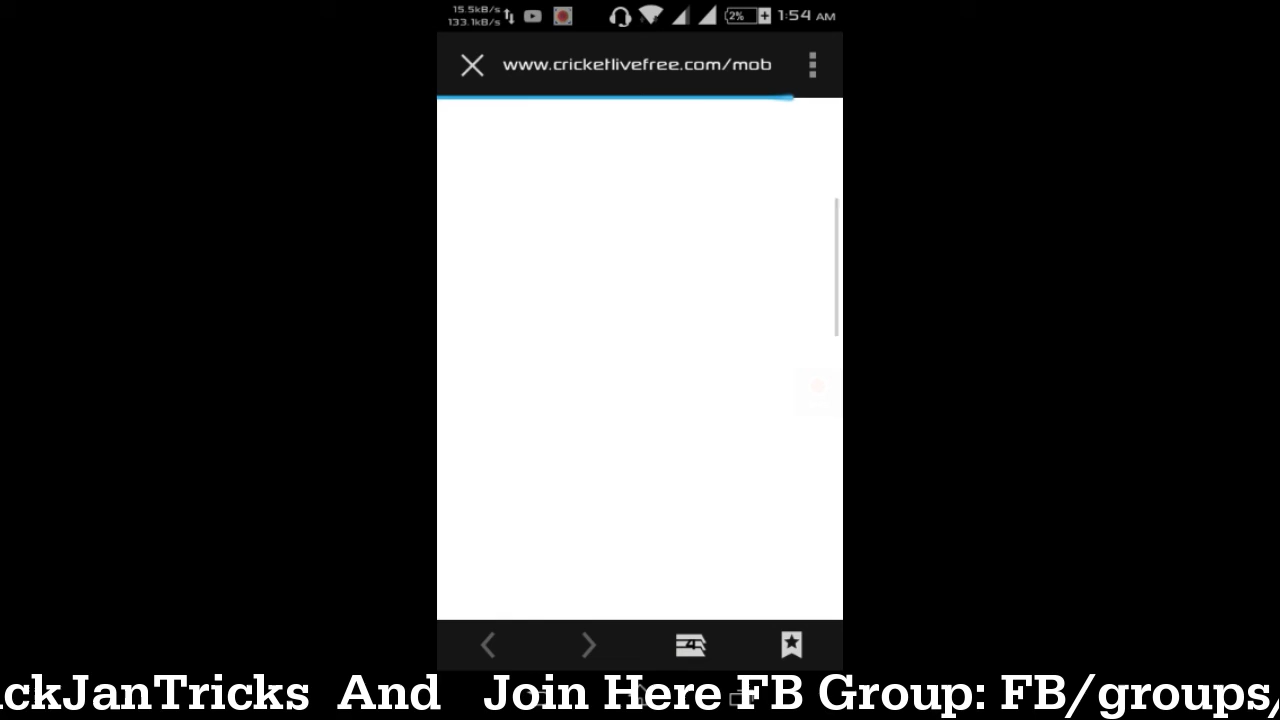 15.5kB/s
133.1kB/s
2%
1:54 AM
www.cricketlivefree.com/mob
4
ckJanTricks And Join Here FB Group: FB/groups/